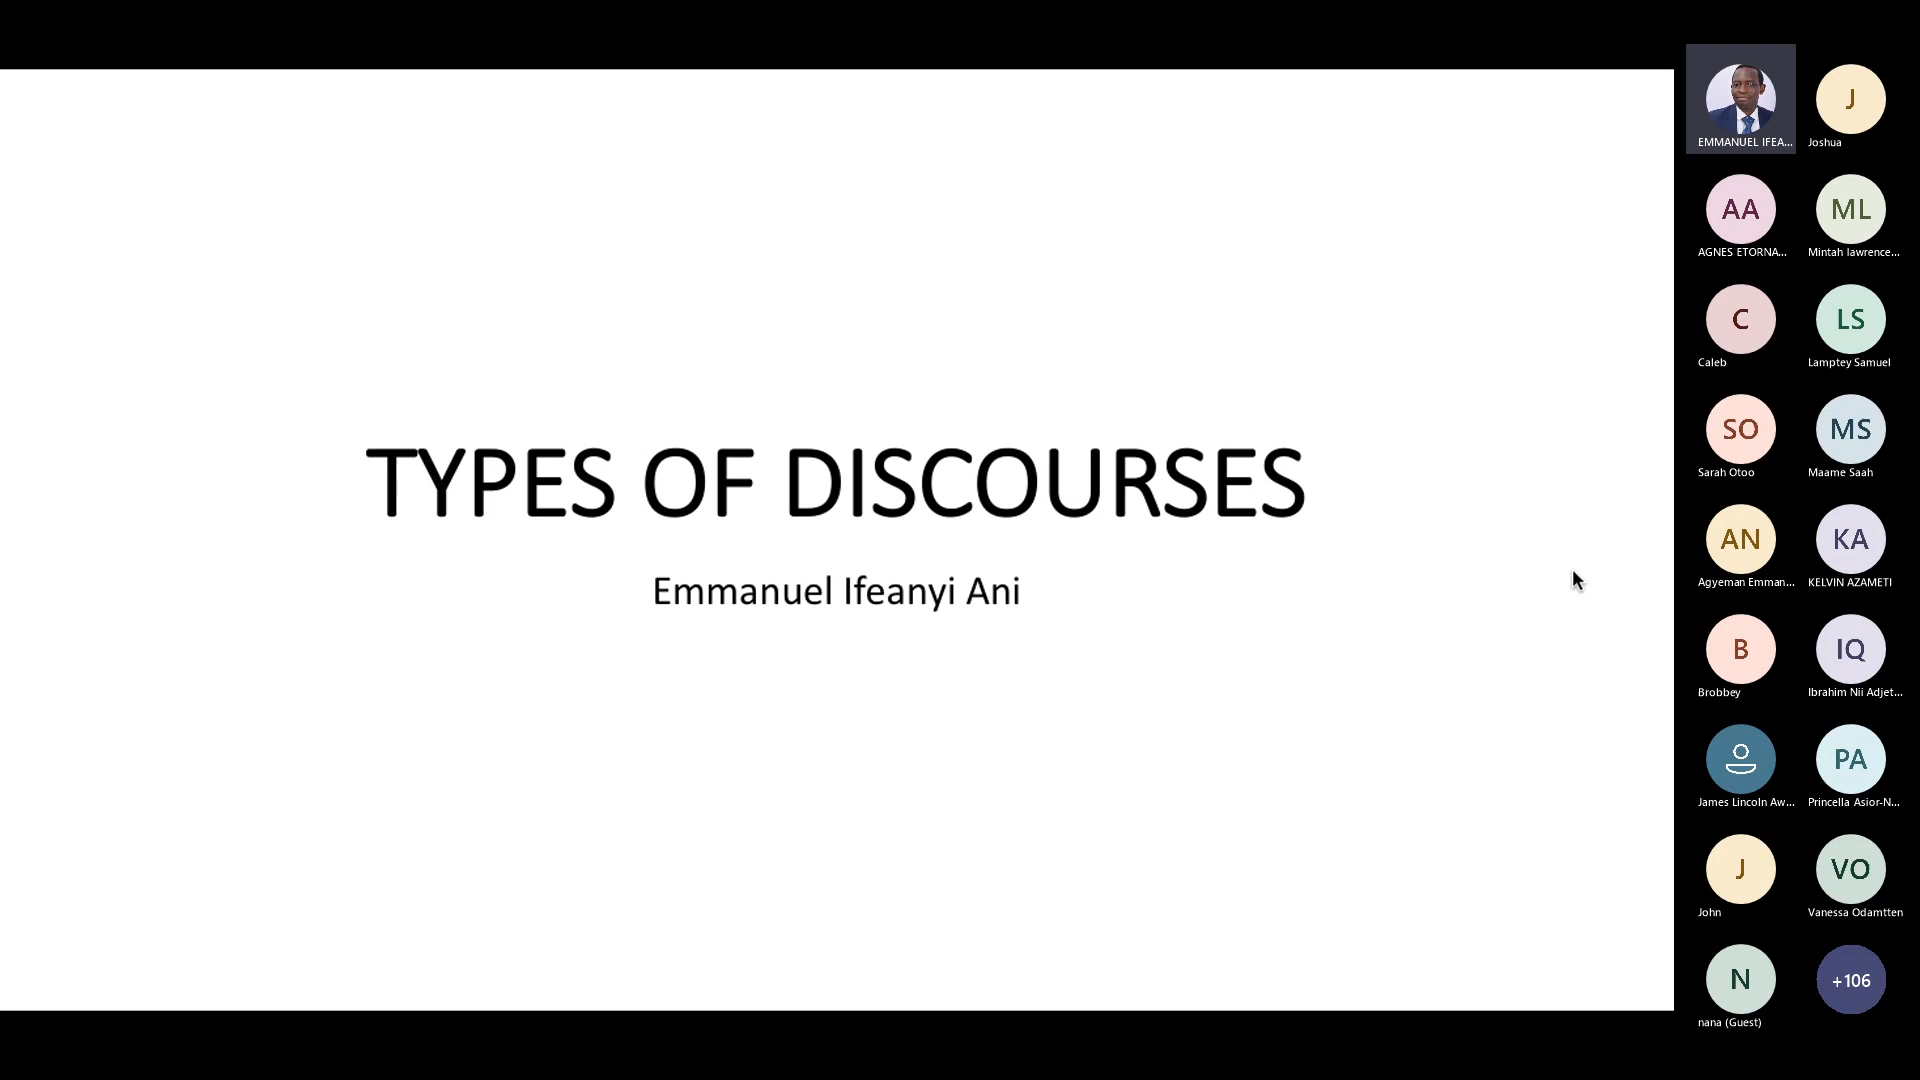 TYPES OF DISCOURSES
Emmanuel Ifeanyi Ani
EMMANUEL IFEA...
J
Joshua
AA
AGNES ETORNA...
ML
Mintah lawrence...
C
Caleb
LS
Lamptey Samuel
SO
Sarah Otoo
MS
Maame Saah
AN
Agyeman Emman...
KA
KELVIN AZAMETI
B
Brobbey
IQ
Ibrahim Nii Adjet...
James Lincoln Aw...
PA
Princella Asior-N...
J
John
VO
Vanessa Odamtten
N
nana (Guest)
+106